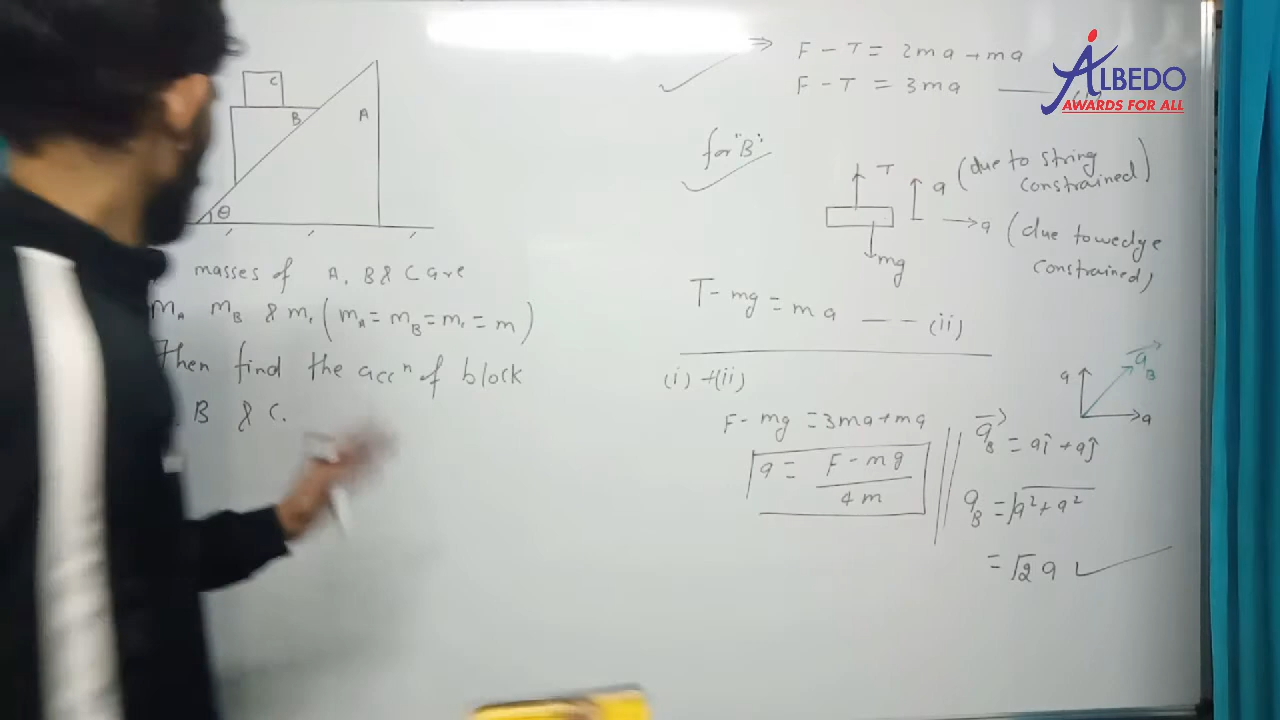 C
B
A
θ
masses of A, B & C are
mA mB & mc (mA = mB = mc = m)
Then find the accⁿ of block
B & C.
⇒ F - T = 2ma + ma
F - T = 3ma
ALBEDO
AWARDS FOR ALL
for "B":
T
a (due to string
constrained)
→ a (due to wedge
constrained)
mg
T - mg = ma — — (ii)
(i) + (ii)
F - mg = 3ma + ma
a = F - mg / 4m
a
a
aB
aB = aî + aĵ
aB = √a² + a²
= √2 a